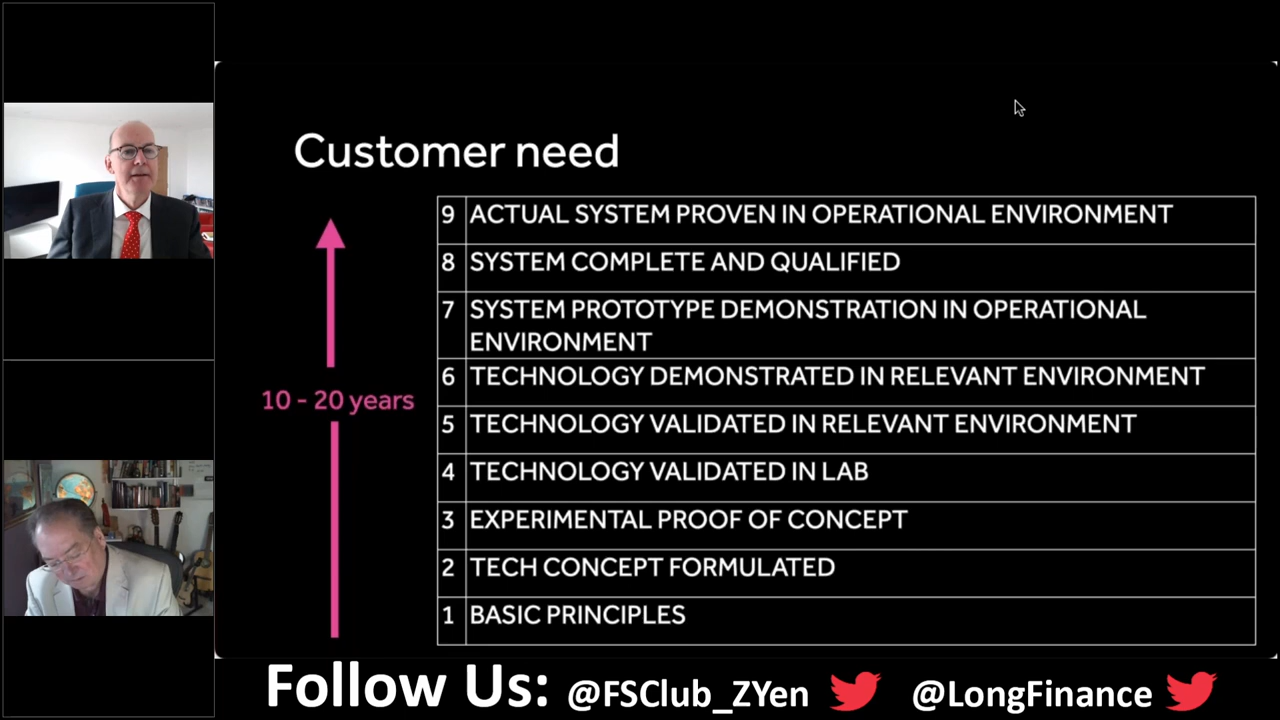 Customer need
9 ACTUAL SYSTEM PROVEN IN OPERATIONAL ENVIRONMENT
8 SYSTEM COMPLETE AND QUALIFIED
7 SYSTEM PROTOTYPE DEMONSTRATION IN OPERATIONAL
ENVIRONMENT
6 TECHNOLOGY DEMONSTRATED IN RELEVANT ENVIRONMENT
10 - 20 years
5 TECHNOLOGY VALIDATED IN RELEVANT ENVIRONMENT
4 TECHNOLOGY VALIDATED IN LAB
3 EXPERIMENTAL PROOF OF CONCEPT
2 TECH CONCEPT FORMULATED
1 BASIC PRINCIPLES
Follow Us: @FSClub_ZYen @LongFinance